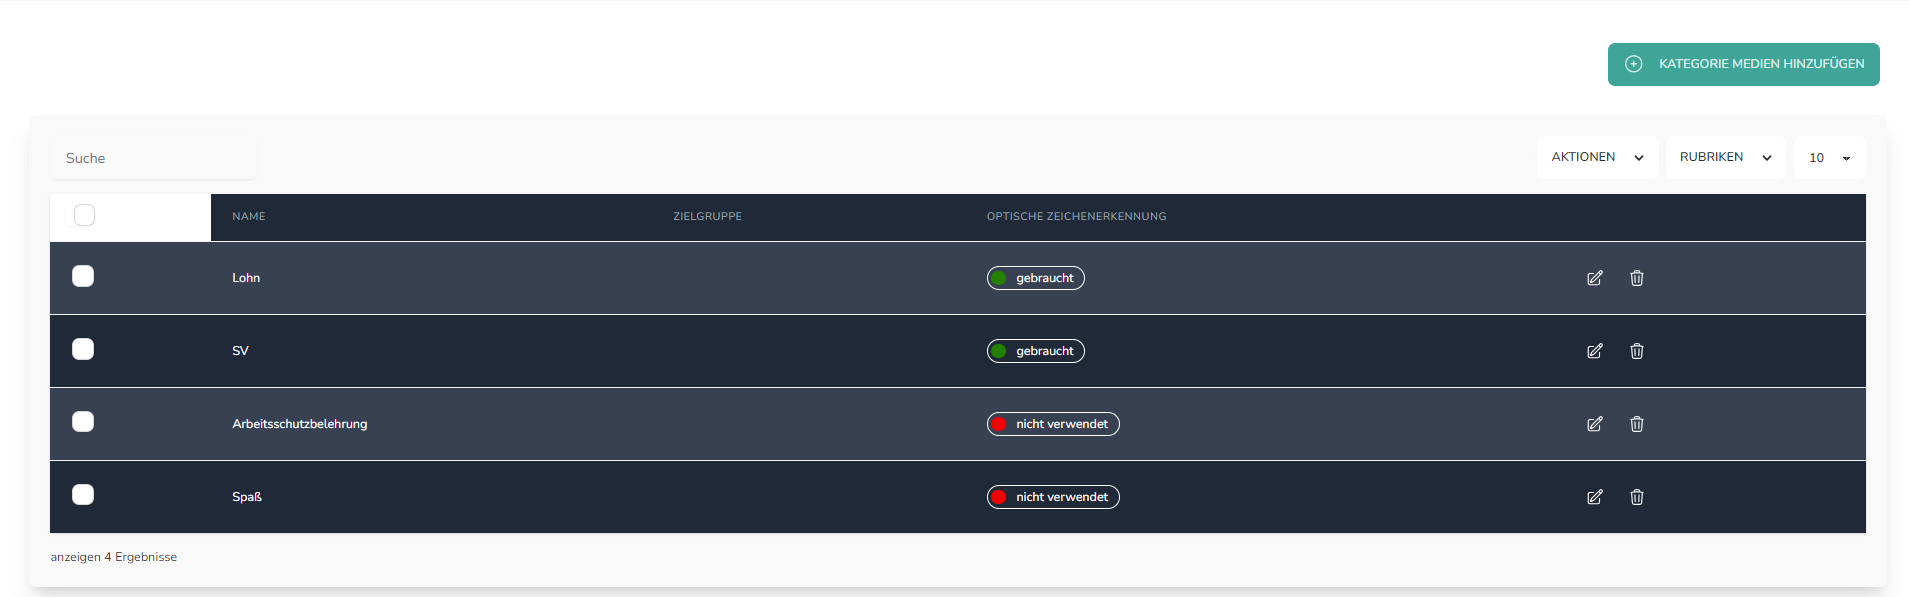 KATEGORIE MEDIEN HINZUFÜGEN
Suche
AKTIONEN
RUBRIKEN
10
NAME ZIELGRUPPE OPTISCHE ZEICHENERKENNUNG
Lohn gebraucht
SV gebraucht
Arbeitsschutzbelehrung nicht verwendet
Spaß nicht verwendet
anzeigen 4 Ergebnisse